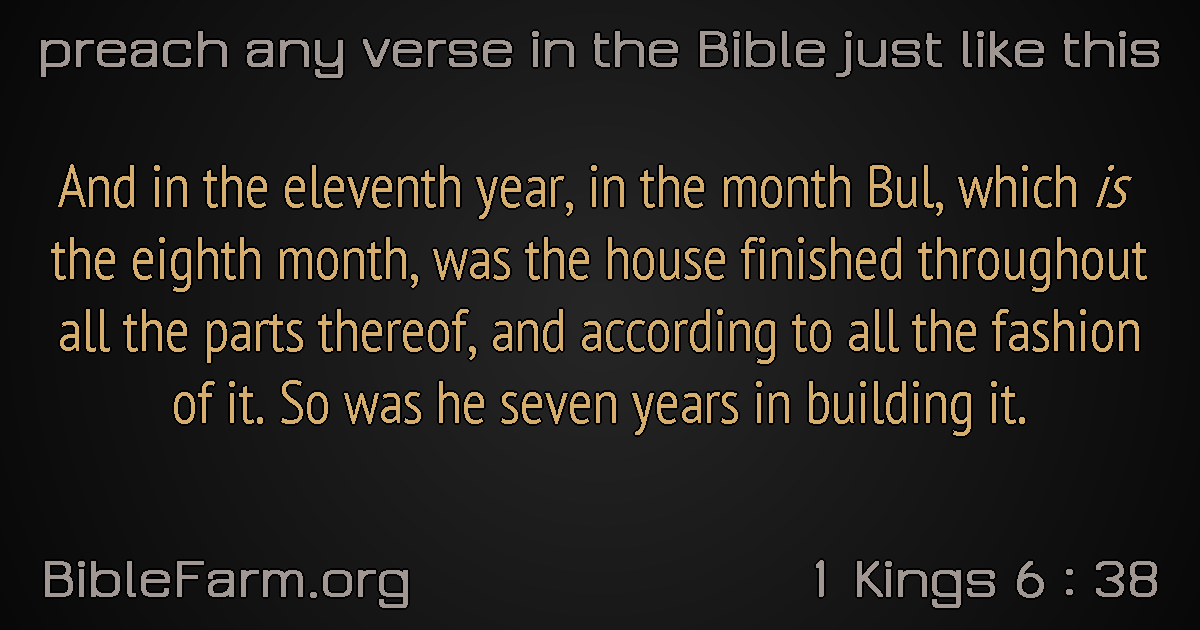 preach any verse in the Bible just like this
And in the eleventh year, in the month Bul, which is
the eighth month, was the house finished throughout
all the parts thereof, and according to all the fashion
of it. So was he seven years in building it.
BibleFarm.org
1 Kings 6 : 38